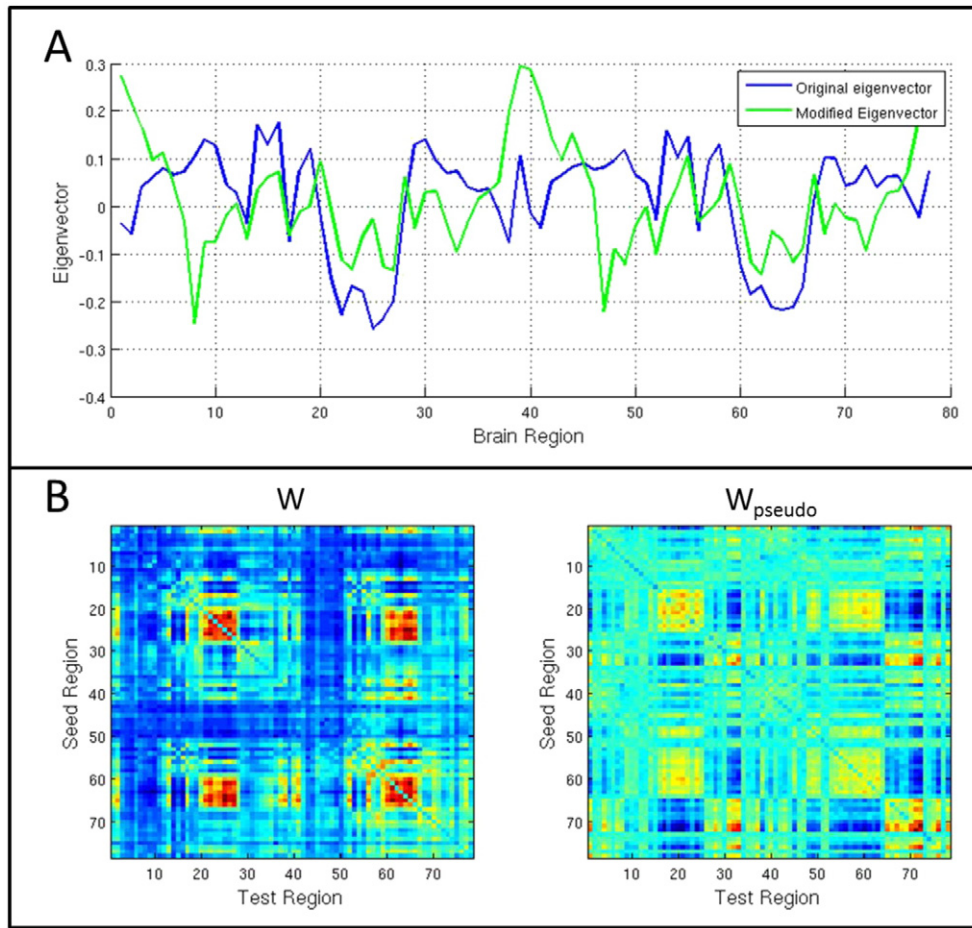 A
Eigenvector
0.3
0.2
0.1
0
-0.1
-0.2
-0.3
-0.4
Original eigenvector
Modified Eigenvector
0 10 20 30 40 50 60 70 80
Brain Region
B
W
Seed Region
10
20
30
40
50
60
70
10 20 30 40 50 60 70
Test Region
Wpseudo
Seed Region
10
20
30
40
50
60
70
10 20 30 40 50 60 70
Test Region